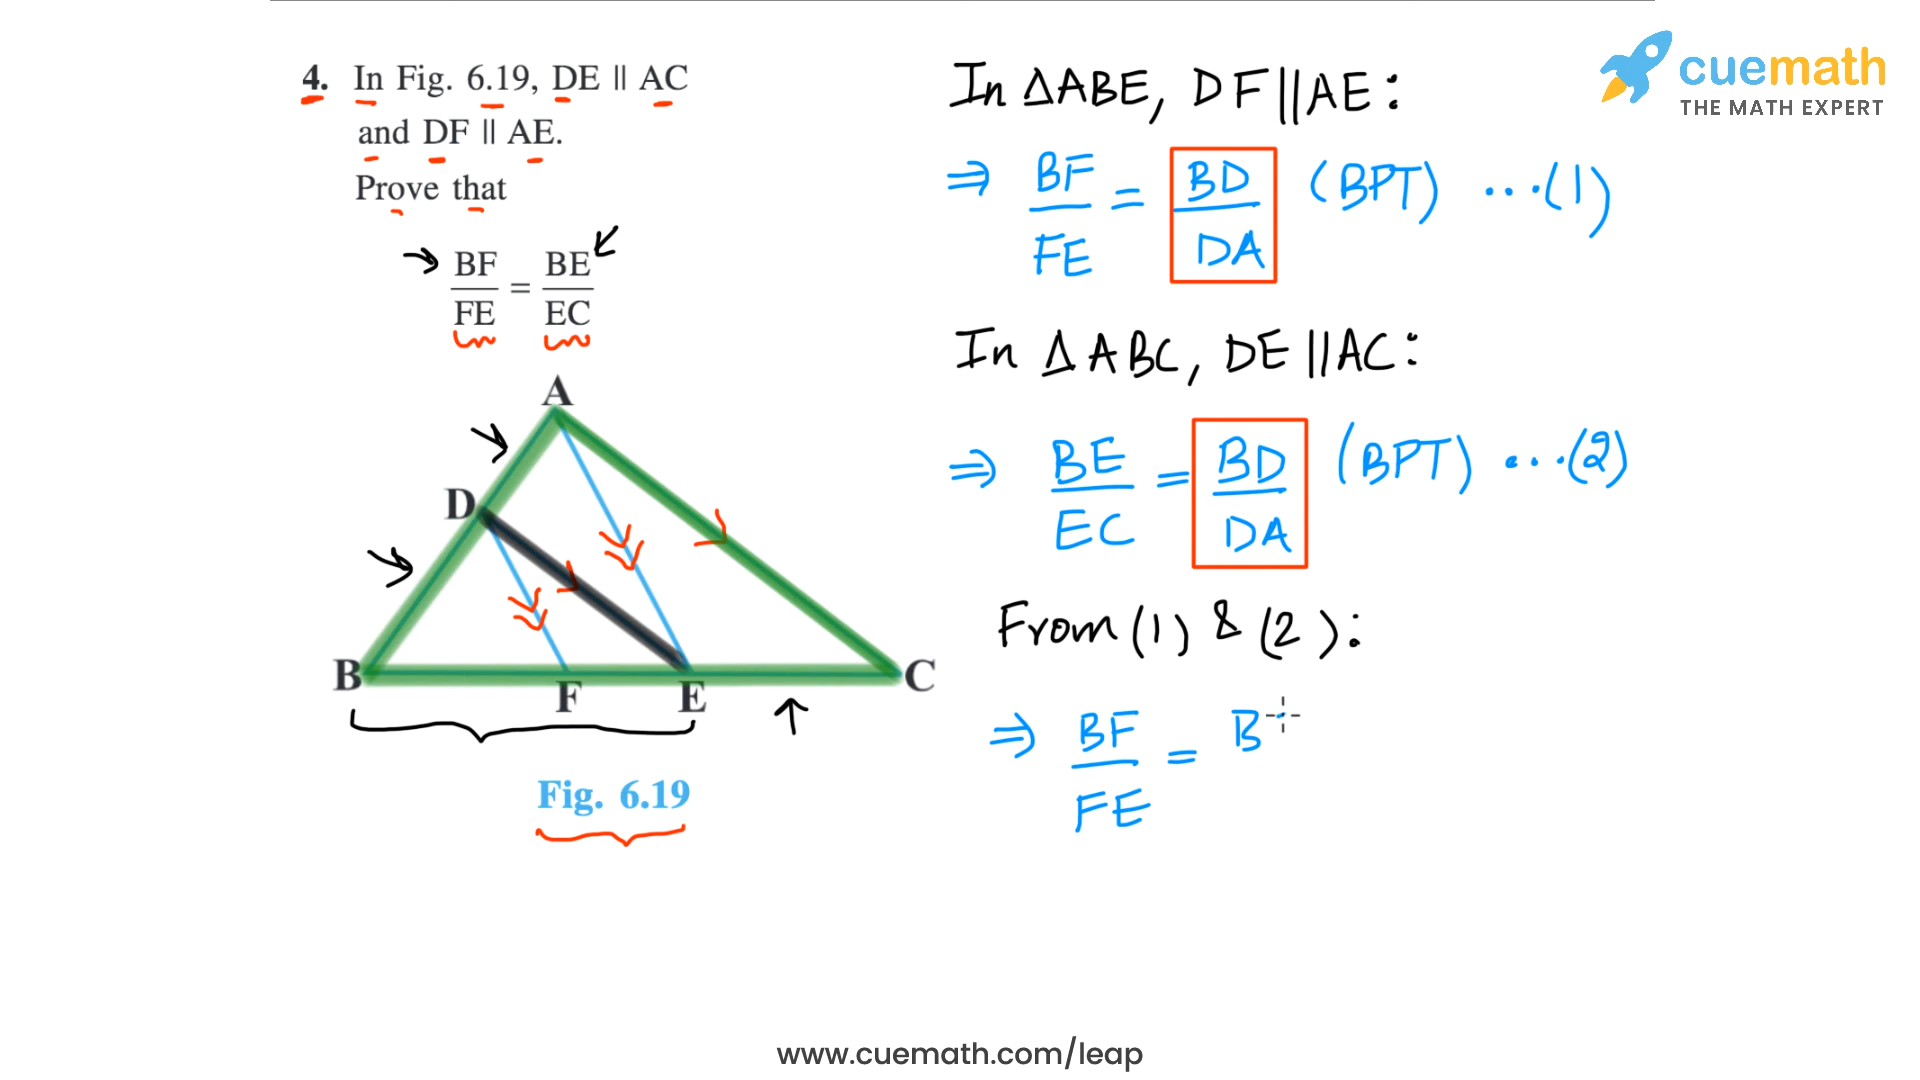 4. In Fig. 6.19, DE || AC
and DF || AE.
Prove that
BF/FE = BE/EC
A
D
B
F
E
C
Fig. 6.19
In ΔABE, DF||AE:
⇒ BF/FE = BD/DA (BPT) ...(1)
In ΔABC, DE||AC:
⇒ BE/EC = BD/DA (BPT) ...(2)
From (1) & (2):
⇒ BF/FE = B
cuemath
THE MATH EXPERT
www.cuemath.com/leap